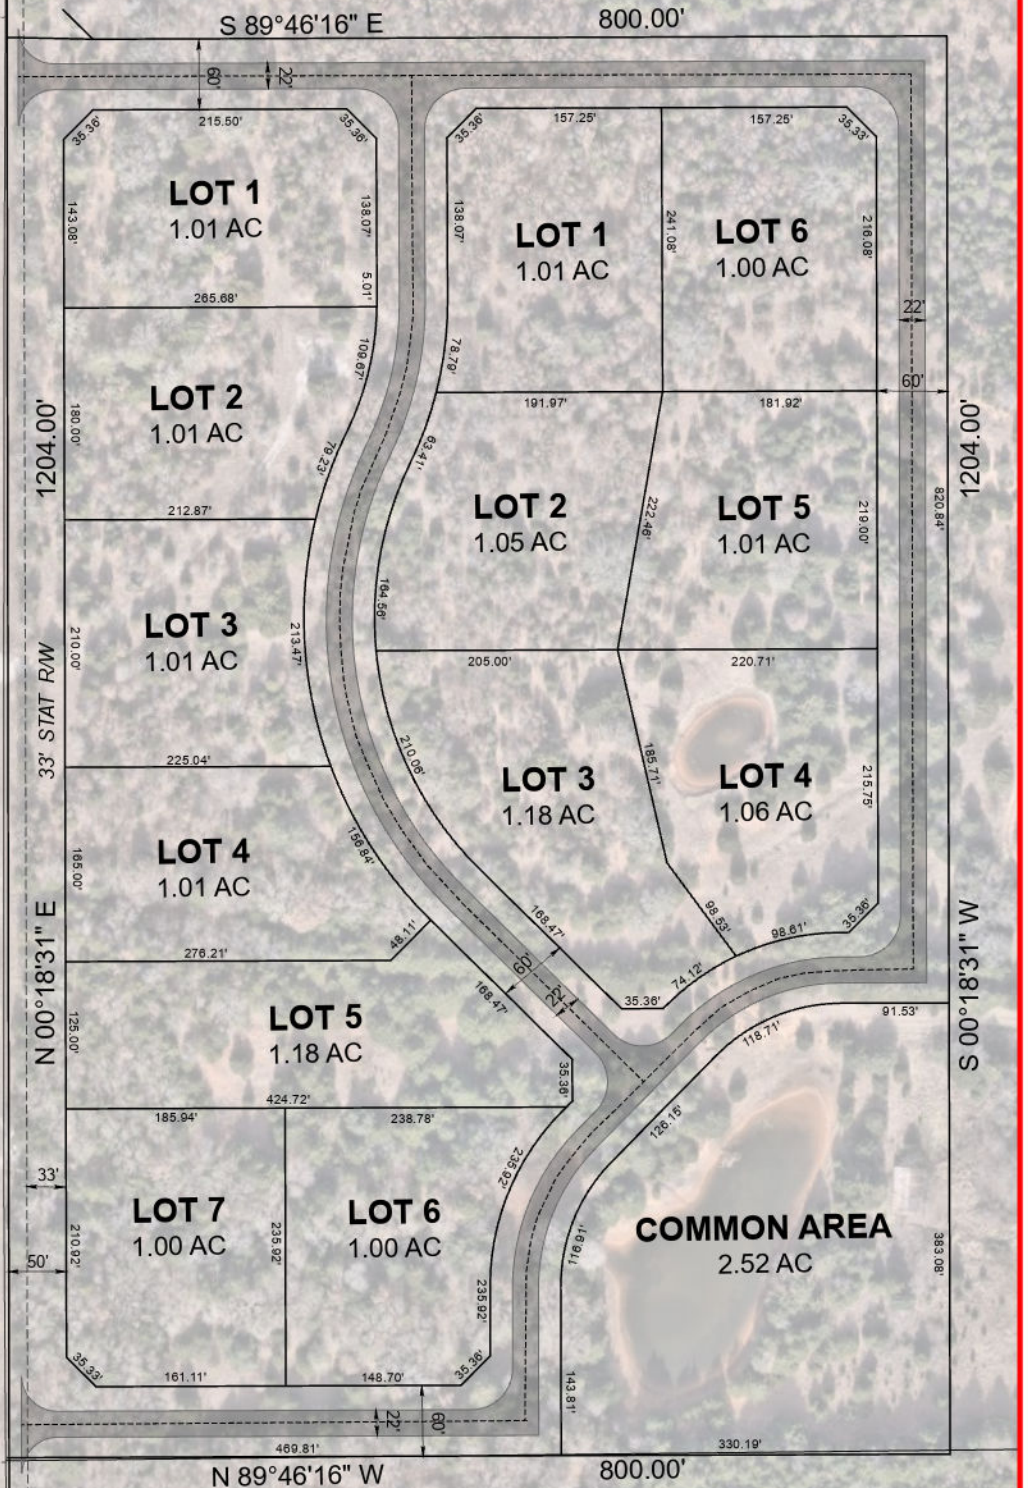 S 89°46'16" E
800.00'
60'
22'
35.36'
215.50'
35.36'
35.36'
157.25'
157.25'
35.33'
LOT 1
1.01 AC
143.08'
138.07'
5.01'
265.68'
138.07'
LOT 1
1.01 AC
241.08'
LOT 6
1.00 AC
216.08'
22'
109.67'
78.79'
60'
191.97'
181.92'
LOT 2
1.01 AC
180.00'
79.23'
63.41'
1204.00'
1204.00'
212.87'
LOT 2
1.05 AC
222.46'
LOT 5
1.01 AC
219.00'
820.84'
LOT 3
1.01 AC
210.00'
213.47'
164.56'
33' STAT R/W
205.00'
220.71'
225.04'
210.06'
LOT 3
1.18 AC
185.71'
LOT 4
1.06 AC
215.75'
LOT 4
1.01 AC
165.00'
156.84'
48.11'
276.21'
168.47'
98.53'
98.61'
35.36'
N 00°18'31" E
S 00°18'31" W
60'
22'
168.47'
74.12'
35.36'
91.53'
LOT 5
1.18 AC
125.00'
118.71'
35.36'
424.72'
185.94'
238.78'
126.15'
33'
235.92'
LOT 7
1.00 AC
LOT 6
1.00 AC
210.92'
235.92'
50'
116.91'
COMMON AREA
2.52 AC
383.08'
235.92'
35.33'
161.11'
148.70'
35.36'
143.81'
22'
60'
469.81'
330.19'
N 89°46'16" W
800.00'